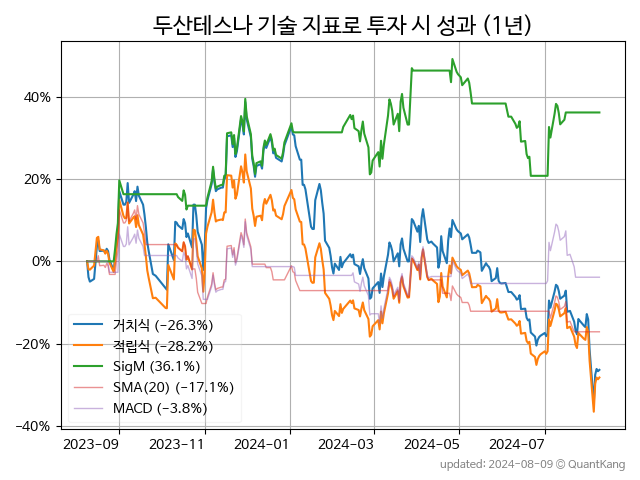 두산테스나 기술 지표로 투자 시 성과 (1년)
40%
20%
0%
−20%
−40%
거치식 (−26.3%)
적립식 (−28.2%)
SigM (36.1%)
SMA(20) (−17.1%)
MACD (−3.8%)
2023-09
2023-11
2024-01
2024-03
2024-05
2024-07
updated: 2024-08-09 © QuantKang